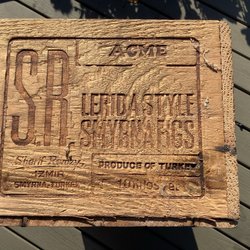 ACME
S.R.
LERIDA STYLE
SMYRNA FIGS
IZMIR
SMYRNA-TURKEY
PRODUCE OF TURKEY